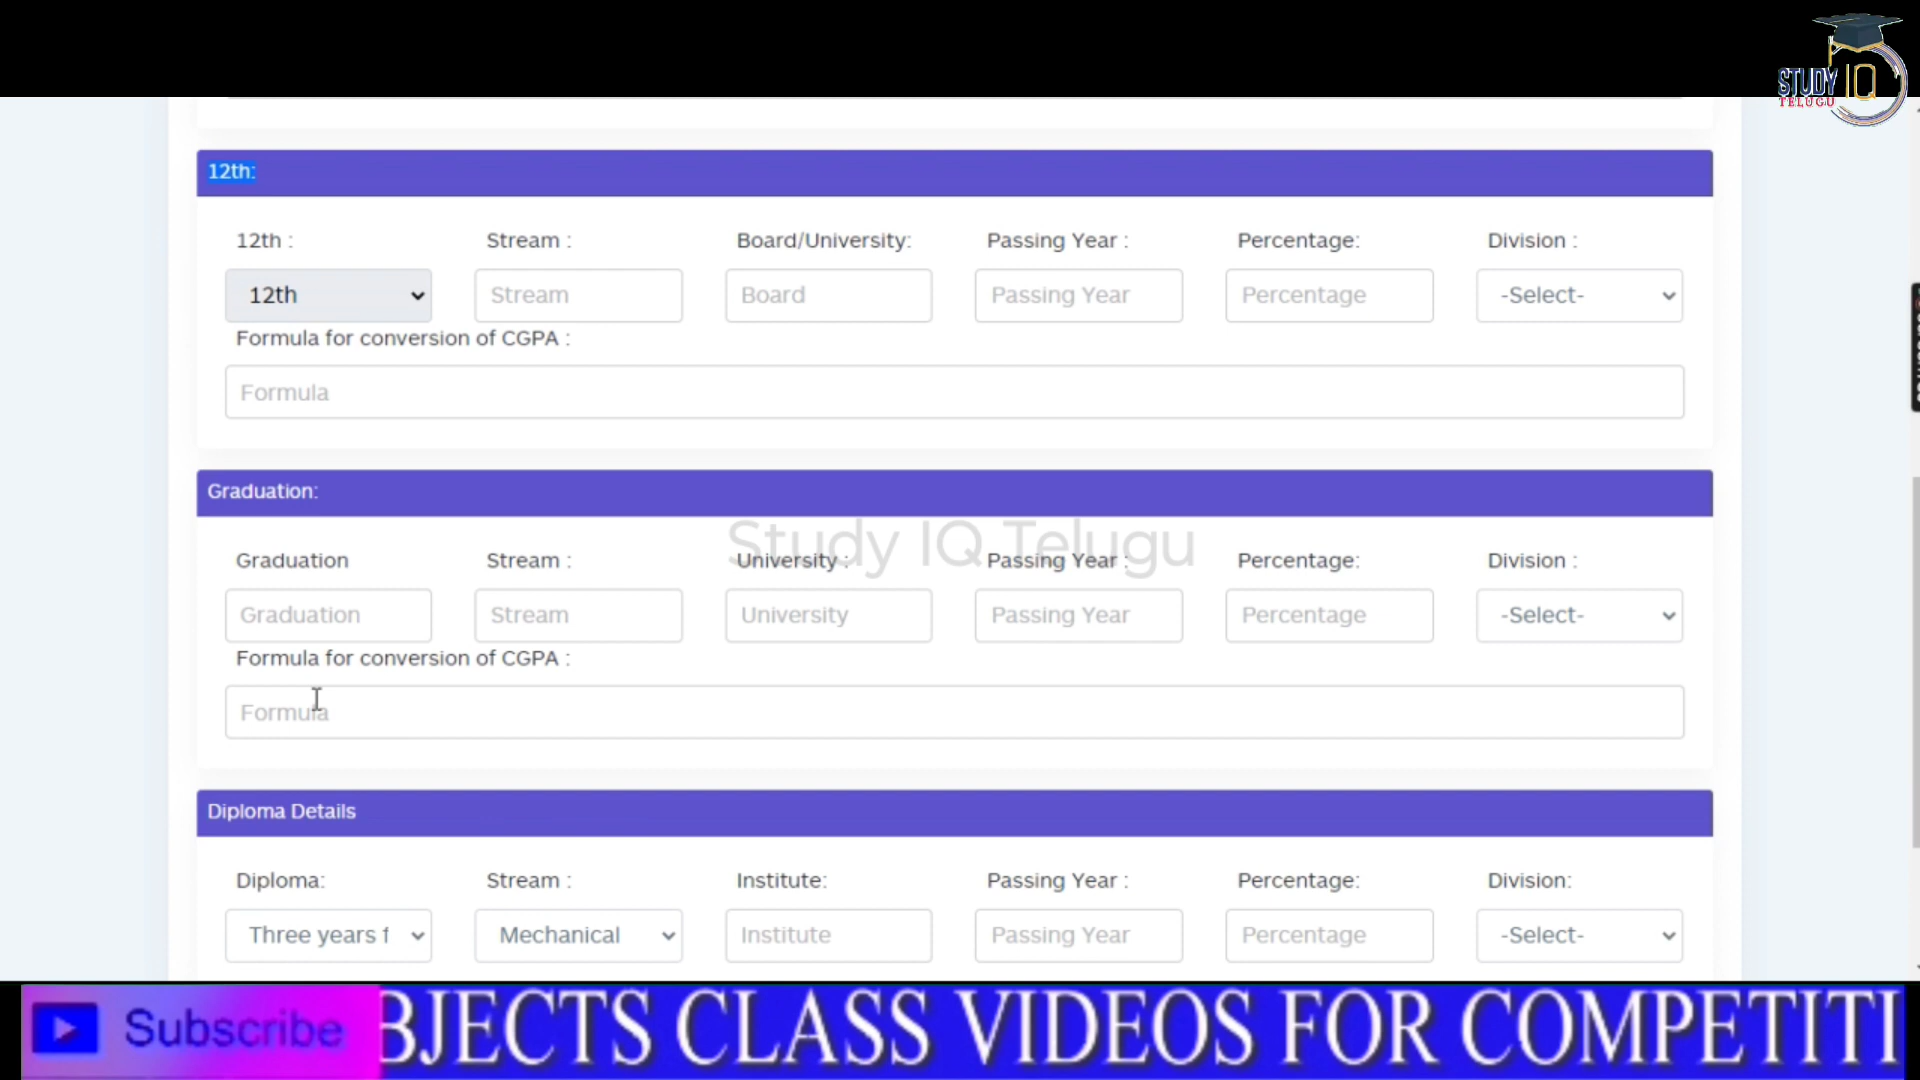 STUDY IQ
TELUGU
12th:
12th : Stream : Board/University: Passing Year : Percentage: Division :
12th Stream Board Passing Year Percentage -Select-
Formula for conversion of CGPA :
Formula
Graduation:
Study IQ Telugu
Graduation Stream : University : Passing Year : Percentage: Division :
Graduation Stream University Passing Year Percentage -Select-
Formula for conversion of CGPA :
Formula
Diploma Details
Diploma: Stream : Institute: Passing Year : Percentage: Division:
Three years f Mechanical Institute Passing Year Percentage -Select-
Subscribe BJECTS CLASS VIDEOS FOR COMPETITI